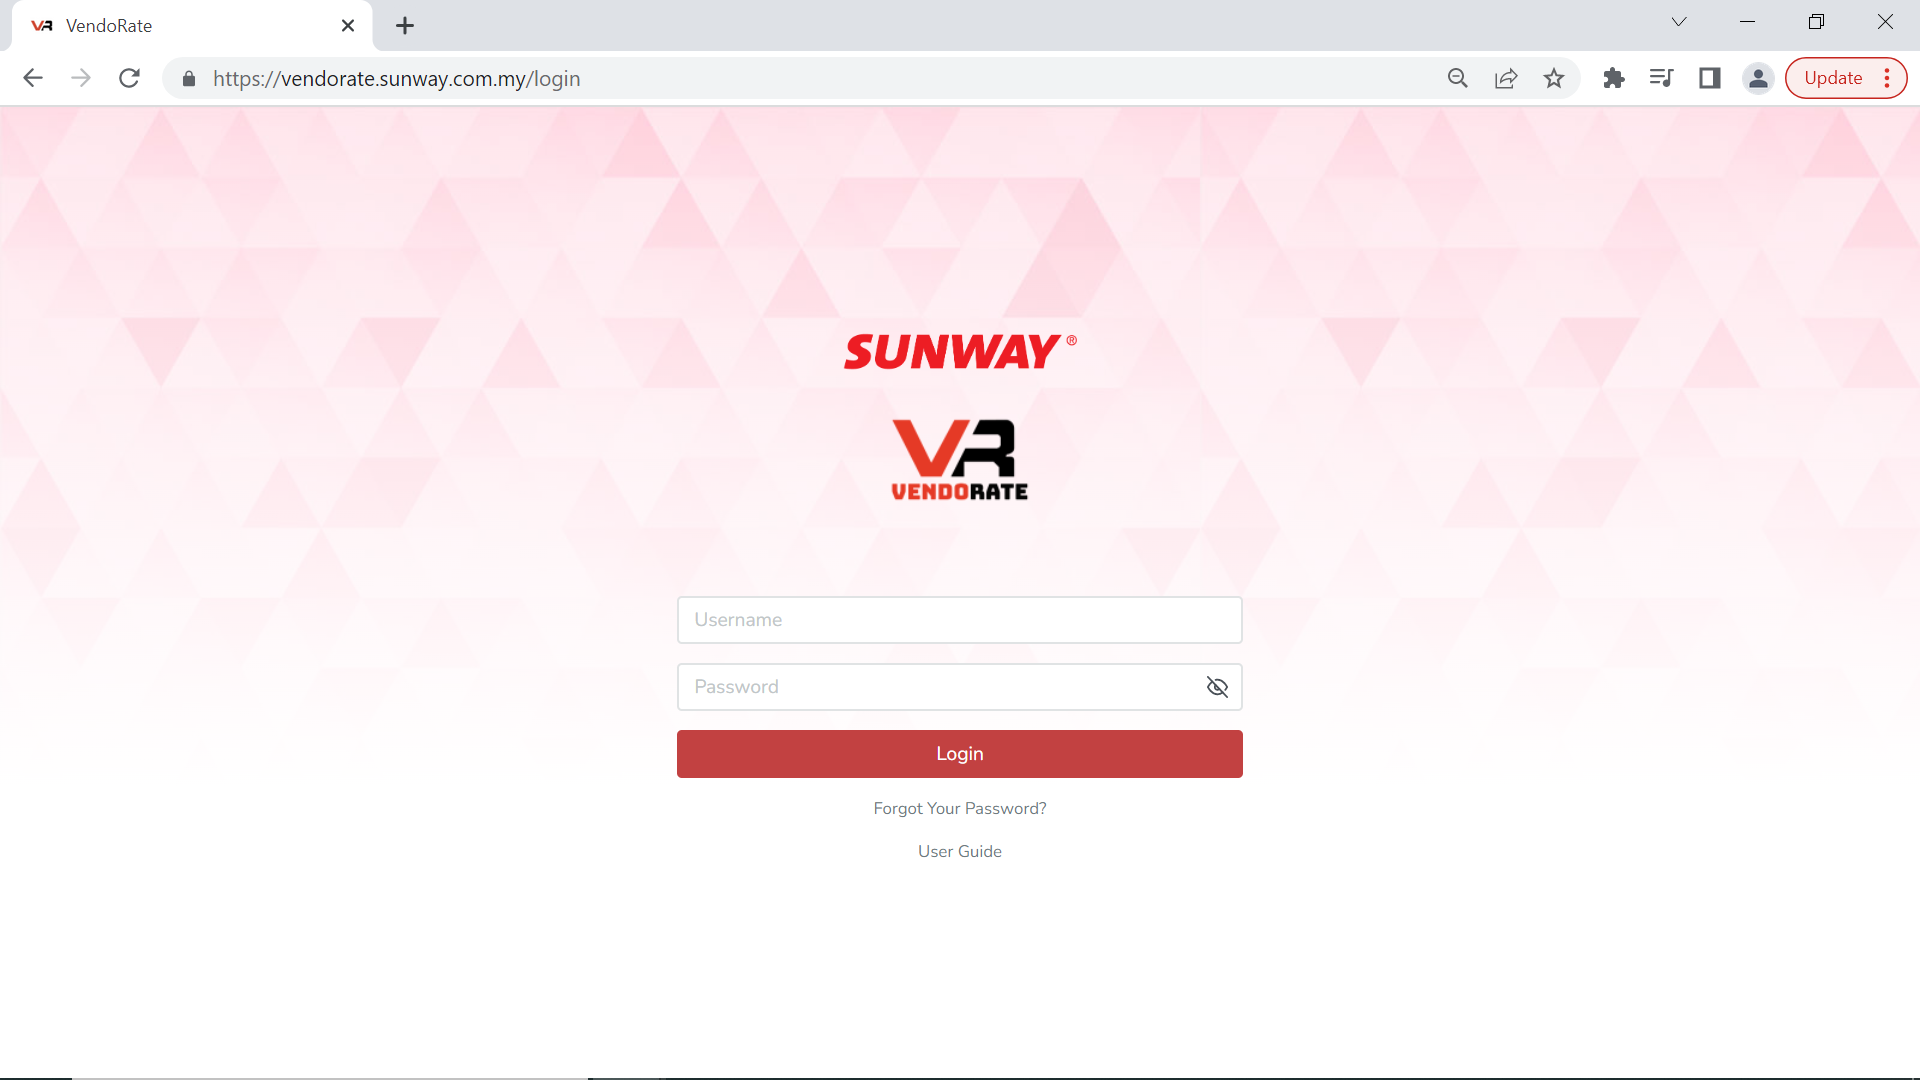 VR VendoRate
https://vendorate.sunway.com.my/login
Update
SUNWAY®
VR
VENDORATE
Username
Password
Login
Forgot Your Password?
User Guide